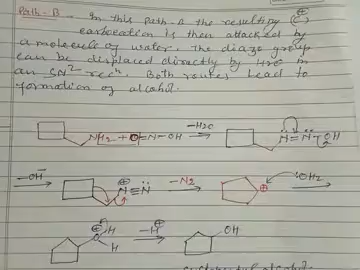 Path-B - In this path-B the resulting (C⊕)
carbocation is then attacked by
a molecule of water. The diazo group
can be displaced directly by H2O in
an SN² recn. Both routes lead to
formation of alcohol.
NH2 + O=N-OH -H2O N=N-OH
-OH⁻ ⊕ N≡N -N2 ⊕ :OH2
⊕ H H -H⊕ OH